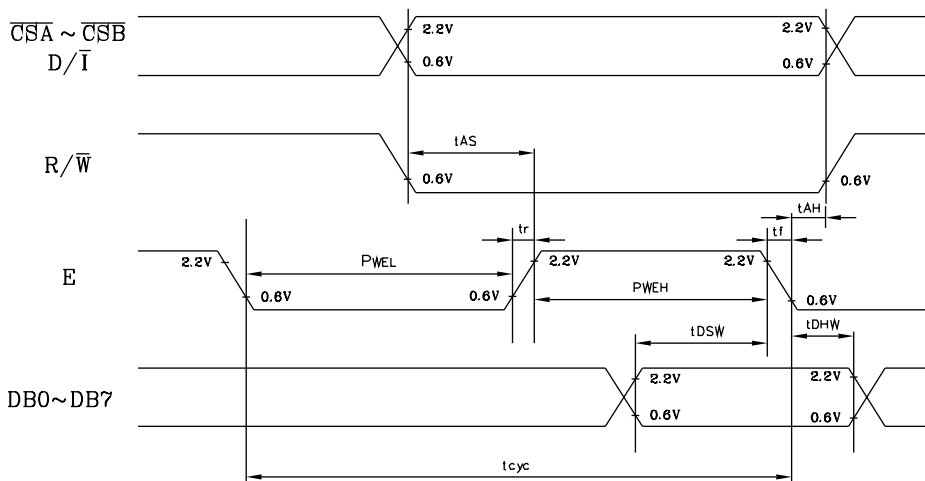 C̅S̅A̅ ~ C̅S̅B̅
D/I̅
2.2V
2.2V
0.6V
0.6V
R/W̅
tAS
0.6V
0.6V
tAH
tr
tf
E
2.2V
PWEL
2.2V
2.2V
0.6V
0.6V
PWEH
0.6V
tDSW
tDHW
DB0~DB7
2.2V
2.2V
0.6V
0.6V
tcyc